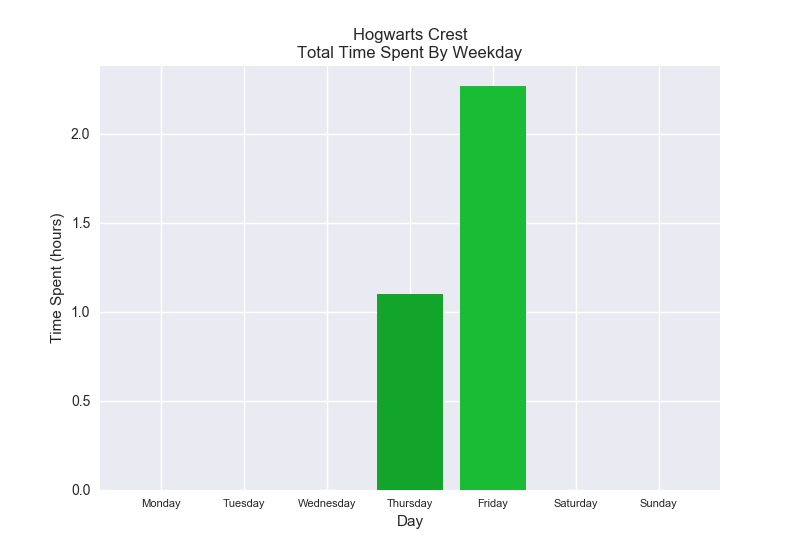 Hogwarts Crest
Total Time Spent By Weekday
Time Spent (hours)
2.0
1.5
1.0
0.5
0.0
Monday Tuesday Wednesday Thursday Friday Saturday Sunday
Day